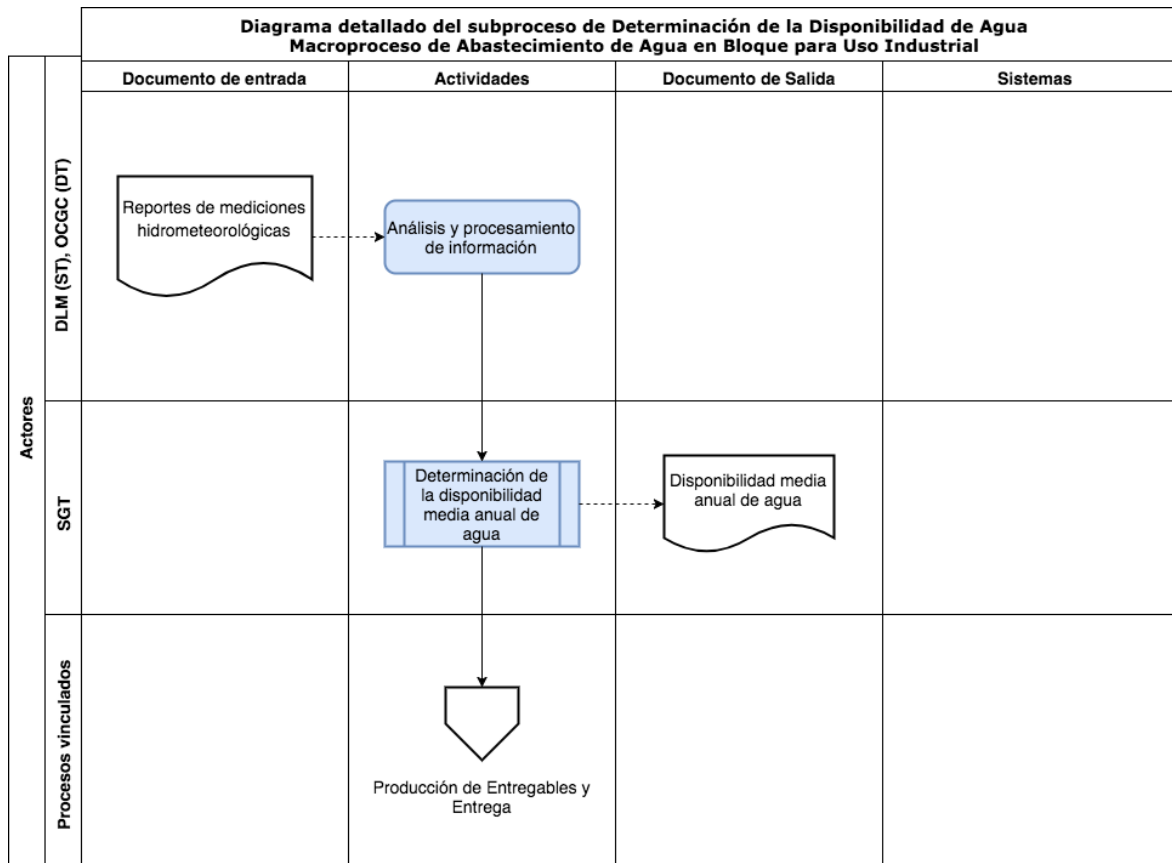 Diagrama detallado del subproceso de Determinación de la Disponibilidad de Agua
Macroproceso de Abastecimiento de Agua en Bloque para Uso Industrial
Documento de entrada
Actividades
Documento de Salida
Sistemas
Actores
DLM (ST), OCGC (DT)
Reportes de mediciones
hidrometeorológicas
Análisis y procesamiento
de información
SGT
Determinación de
la disponibilidad
media anual de
agua
Disponibilidad media
anual de agua
Procesos vinculados
Producción de Entregables y
Entrega